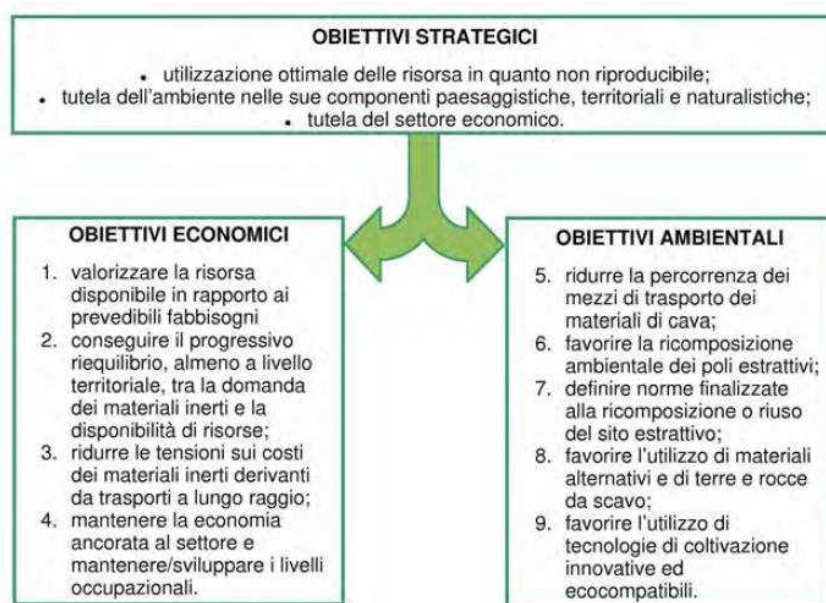 OBIETTIVI STRATEGICI
• utilizzazione ottimale delle risorsa in quanto non riproducibile;
• tutela dell'ambiente nelle sue componenti paesaggistiche, territoriali e naturalistiche;
• tutela del settore economico.
OBIETTIVI ECONOMICI
1. valorizzare la risorsa
disponibile in rapporto ai
prevedibili fabbisogni
2. conseguire il progressivo
riequilibrio, almeno a livello
territoriale, tra la domanda
dei materiali inerti e la
disponibilità di risorse;
3. ridurre le tensioni sui costi
dei materiali inerti derivanti
da trasporti a lungo raggio;
4. mantenere la economia
ancorata al settore e
mantenere/sviluppare i livelli
occupazionali.
OBIETTIVI AMBIENTALI
5. ridurre la percorrenza dei
mezzi di trasporto dei
materiali di cava;
6. favorire la ricomposizione
ambientale dei poli estrattivi;
7. definire norme finalizzate
alla ricomposizione o riuso
del sito estrattivo;
8. favorire l'utilizzo di materiali
alternativi e di terre e rocce
da scavo;
9. favorire l'utilizzo di
tecnologie di coltivazione
innovative ed
ecocompatibili.